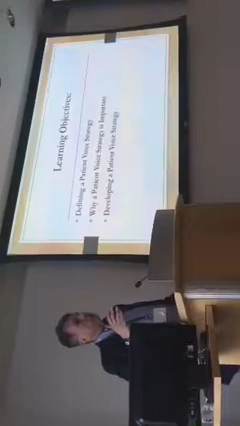 Learning Objectives:
• Defining a Patient Voice Strategy
• Why a Patient Voice Strategy is Important
• Developing a Patient Voice Strategy